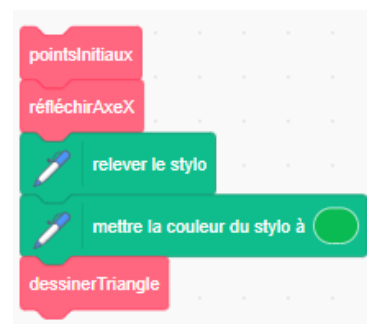 pointsInitiaux
réfléchirAxeX
relever le stylo
mettre la couleur du stylo à
dessinerTriangle